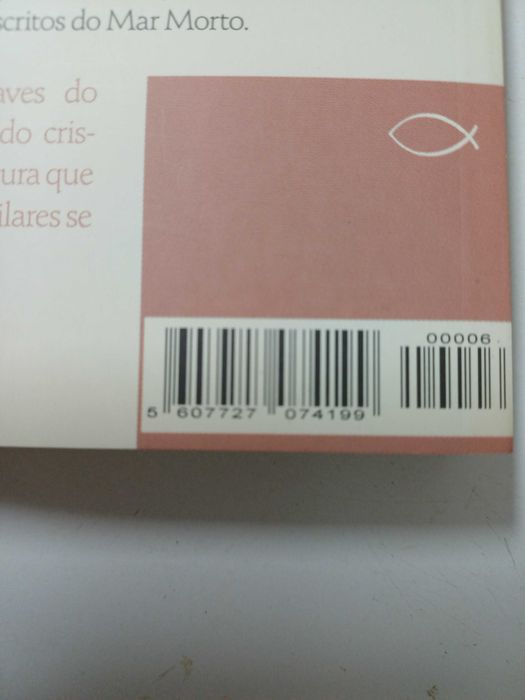 scritos do Mar Morto.
aves do
do cris-
ura que
ilares se
00006
5 607727 074199